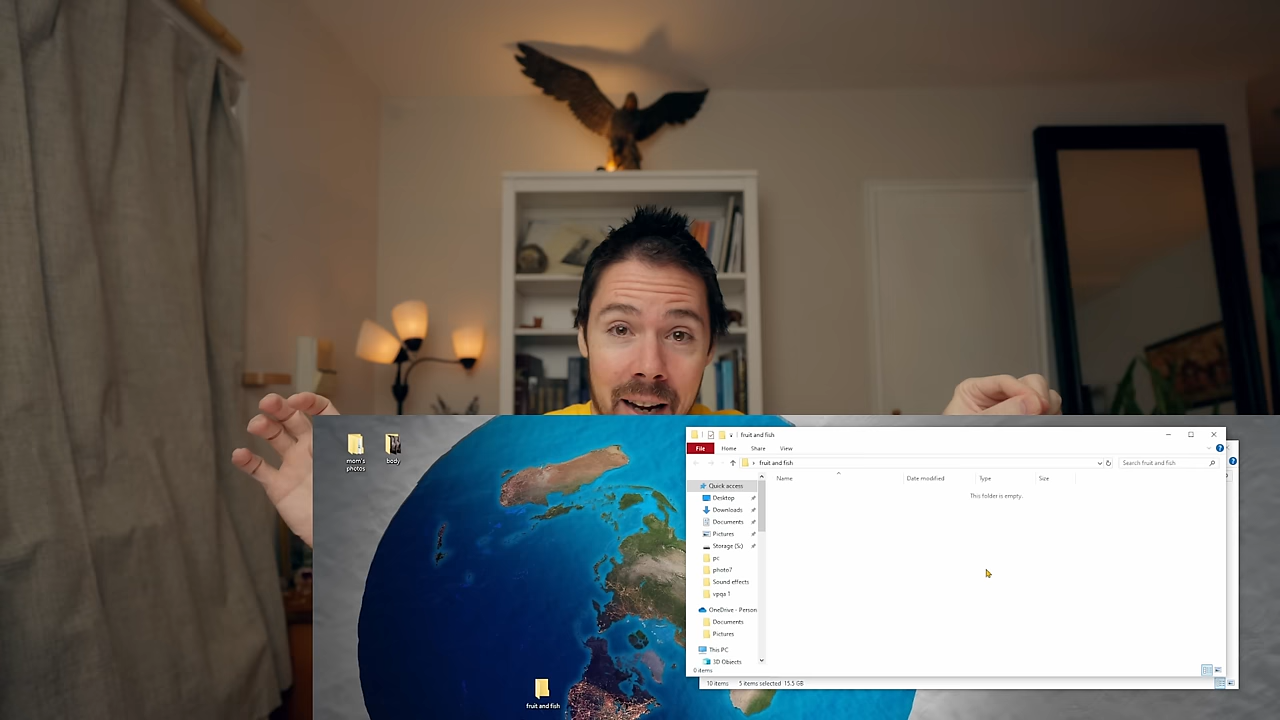 mom's
photos
body
fruit and fish
fruit and fish
File Home Share View
fruit and fish
Search fruit and fish
Name Date modified Type Size
This folder is empty.
Quick access
Desktop
Downloads
Documents
Pictures
Storage (S:)
pc
photo7
Sound effects
vpqa 1
OneDrive - Person
Documents
Pictures
This PC
3D Objects
0 items
10 items 5 items selected 15.5 GB